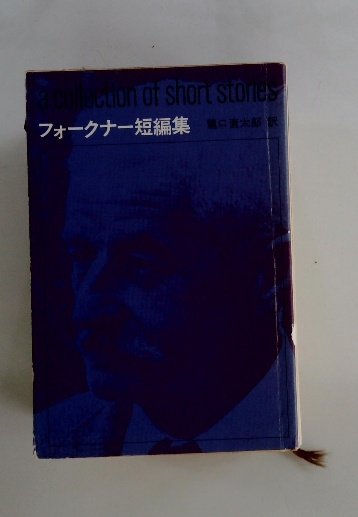 a collection of short stories
フォークナー短編集 龍口直太郎 訳